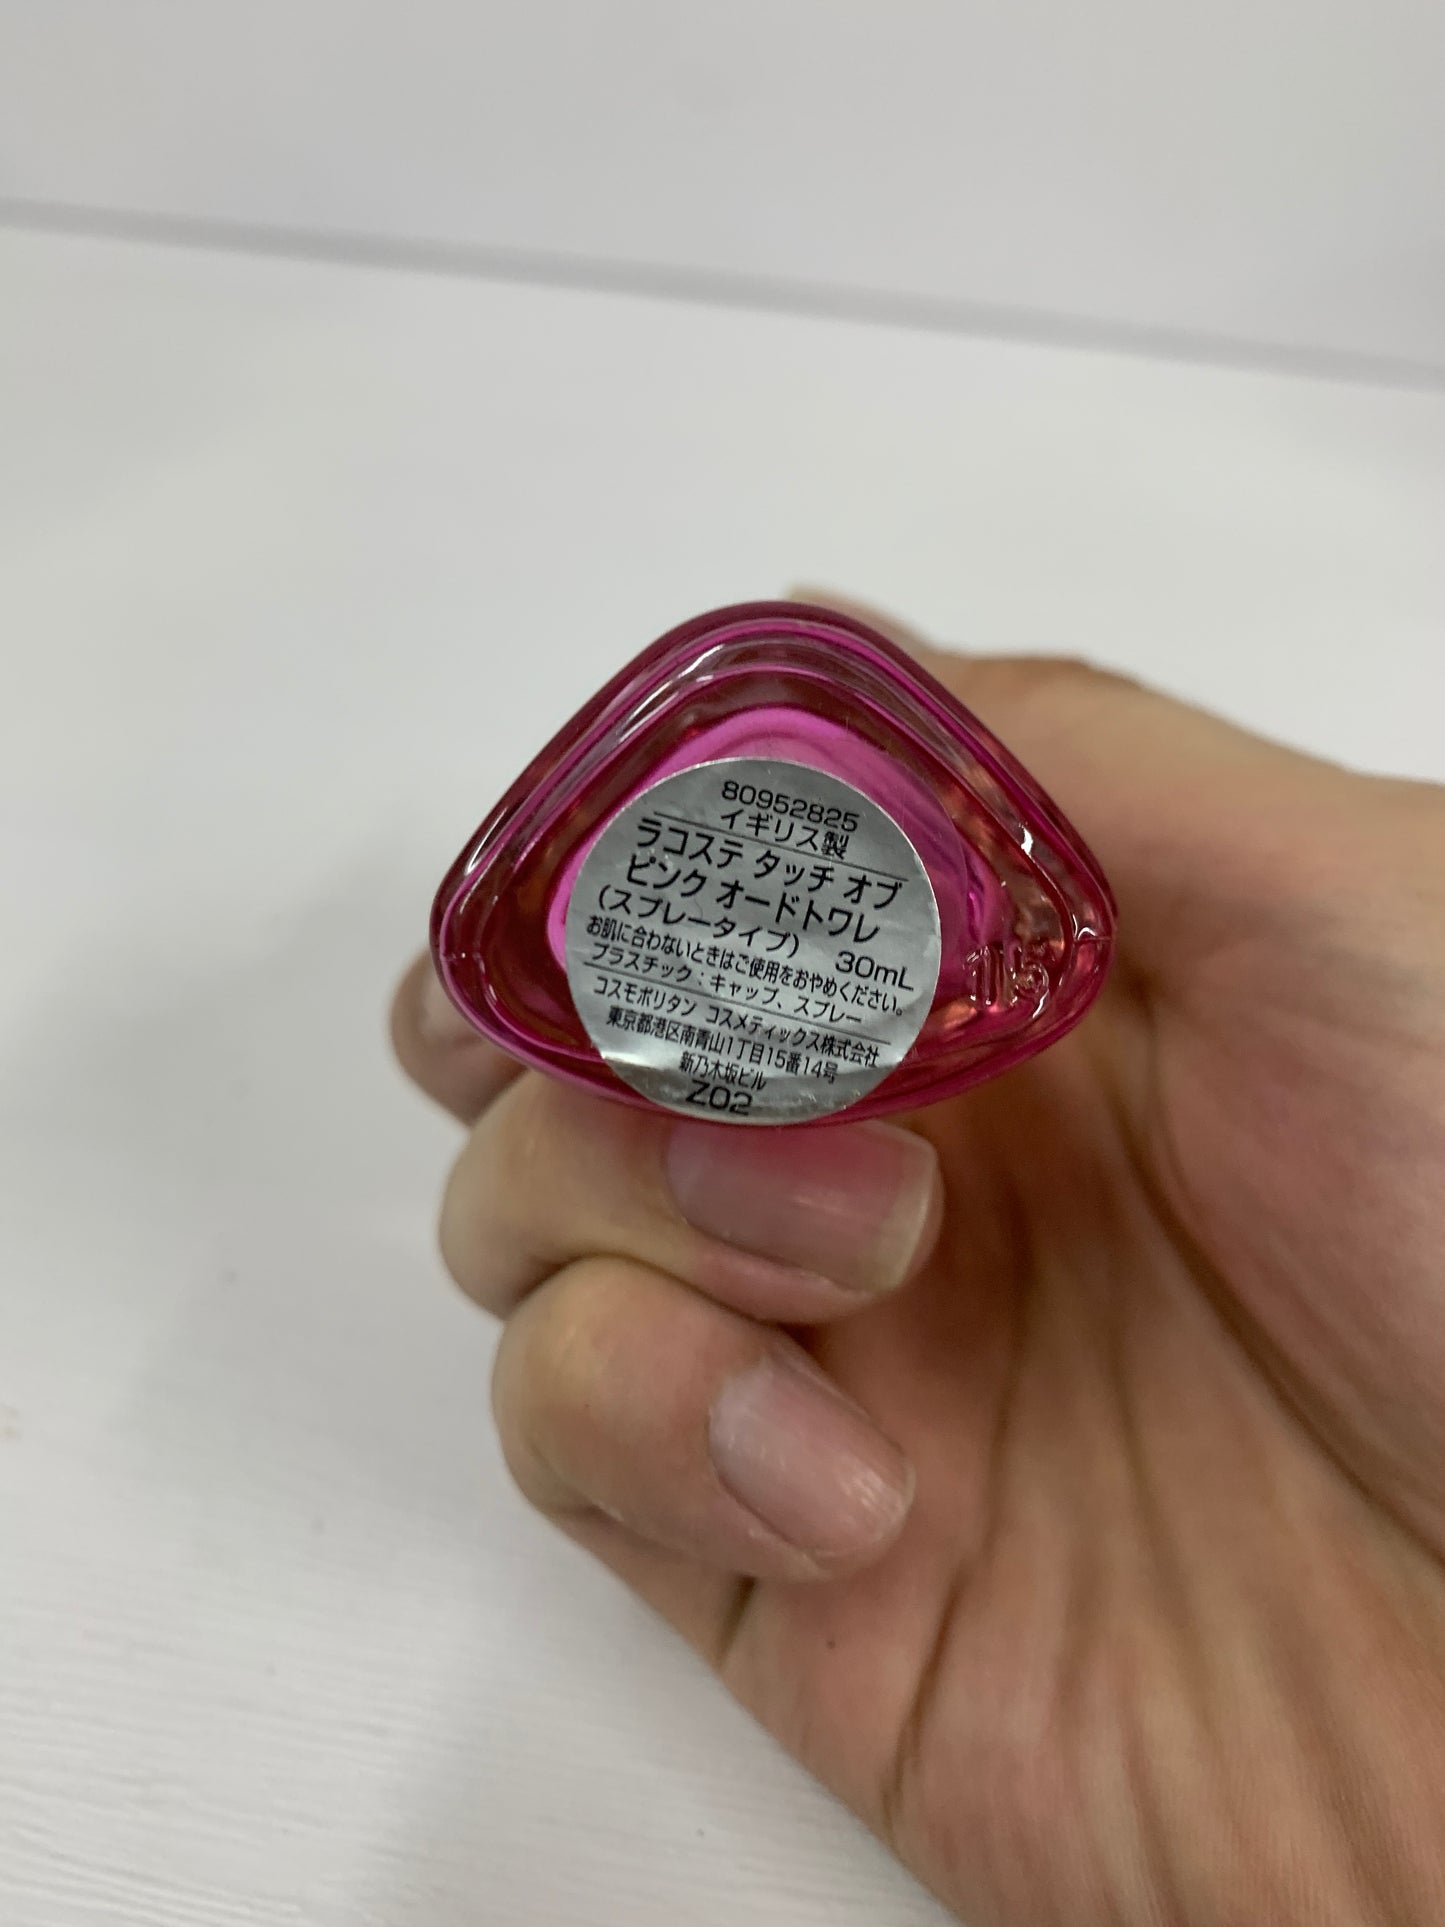 80952825
イギリス製
ラコステ タッチ オブ
ピンク オードトワレ
(スプレータイプ) 30mL
お肌に合わないときはご使用をおやめください。
プラスチック：キャップ、スプレー
コスモポリタン コスメティックス株式会社
東京都港区南青山1丁目15番14号
新乃木坂ビル
Z02